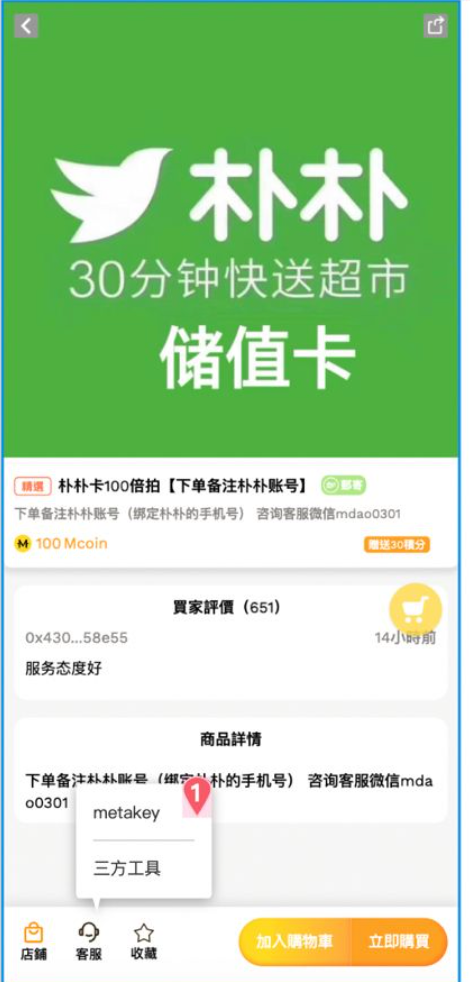 朴朴
30分钟快送超市
储值卡
精選 朴朴卡100倍拍【下单备注朴朴账号】 郵寄
下单备注朴朴账号（绑定朴朴的手机号） 咨询客服微信mdao0301
100 Mcoin 贈送30積分
買家評價（651）
0x430...58e55 14小時前
服务态度好
商品詳情
下单备注朴朴账号（绑定朴朴的手机号） 咨询客服微信mda
o0301
1
metakey
三方工具
店鋪 客服 收藏 加入購物車 立即購買